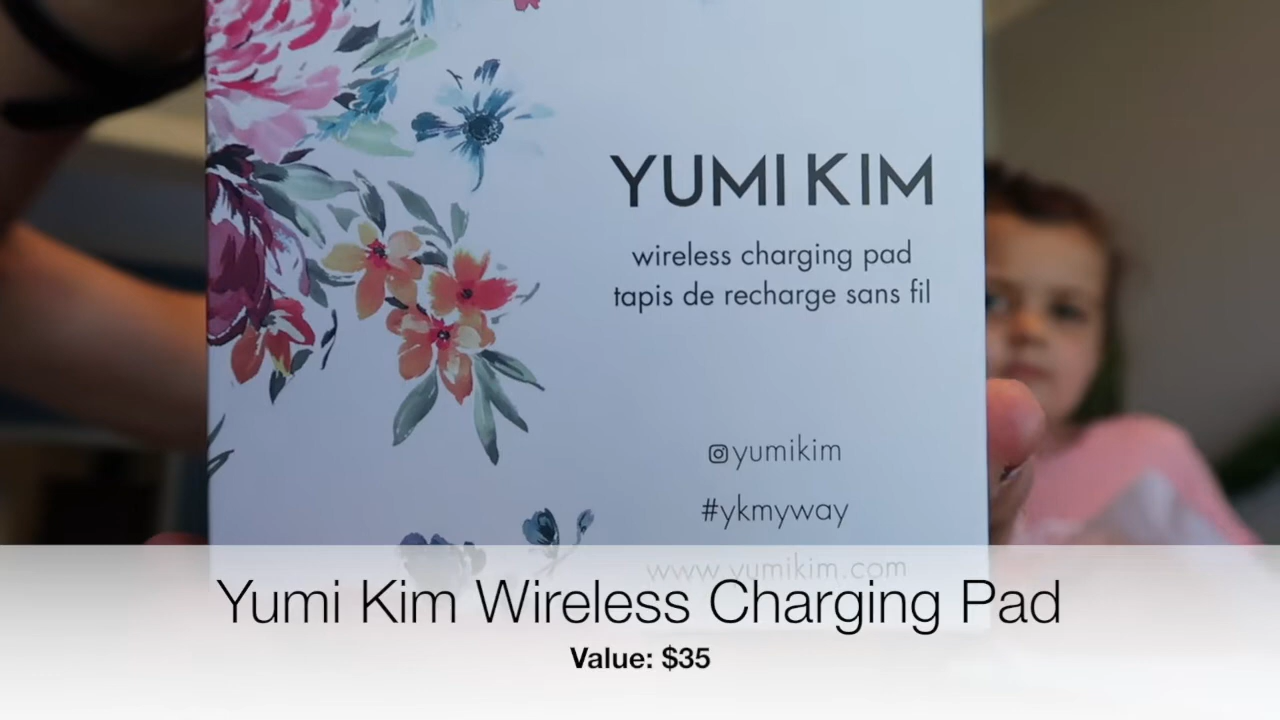 YUMI KIM
wireless charging pad
tapis de recharge sans fil
@yumikim
#ykmyway
www.yumikim.com
Yumi Kim Wireless Charging Pad
Value: $35